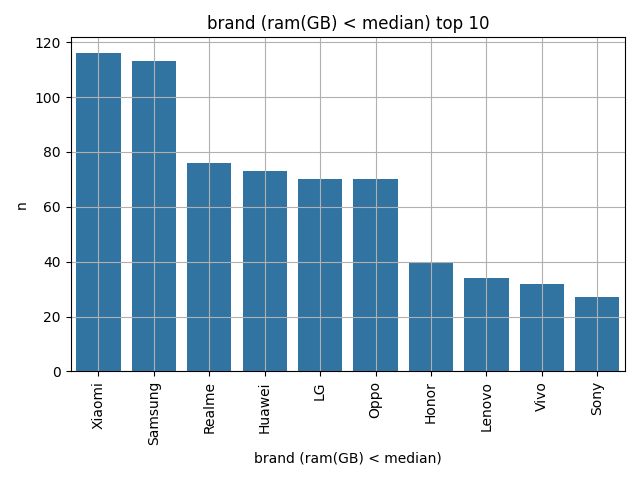 brand (ram(GB) < median) top 10
120
100
80
60
40
20
0
n
Xiaomi
Samsung
Realme
Huawei
LG
Oppo
Honor
Lenovo
Vivo
Sony
brand (ram(GB) < median)